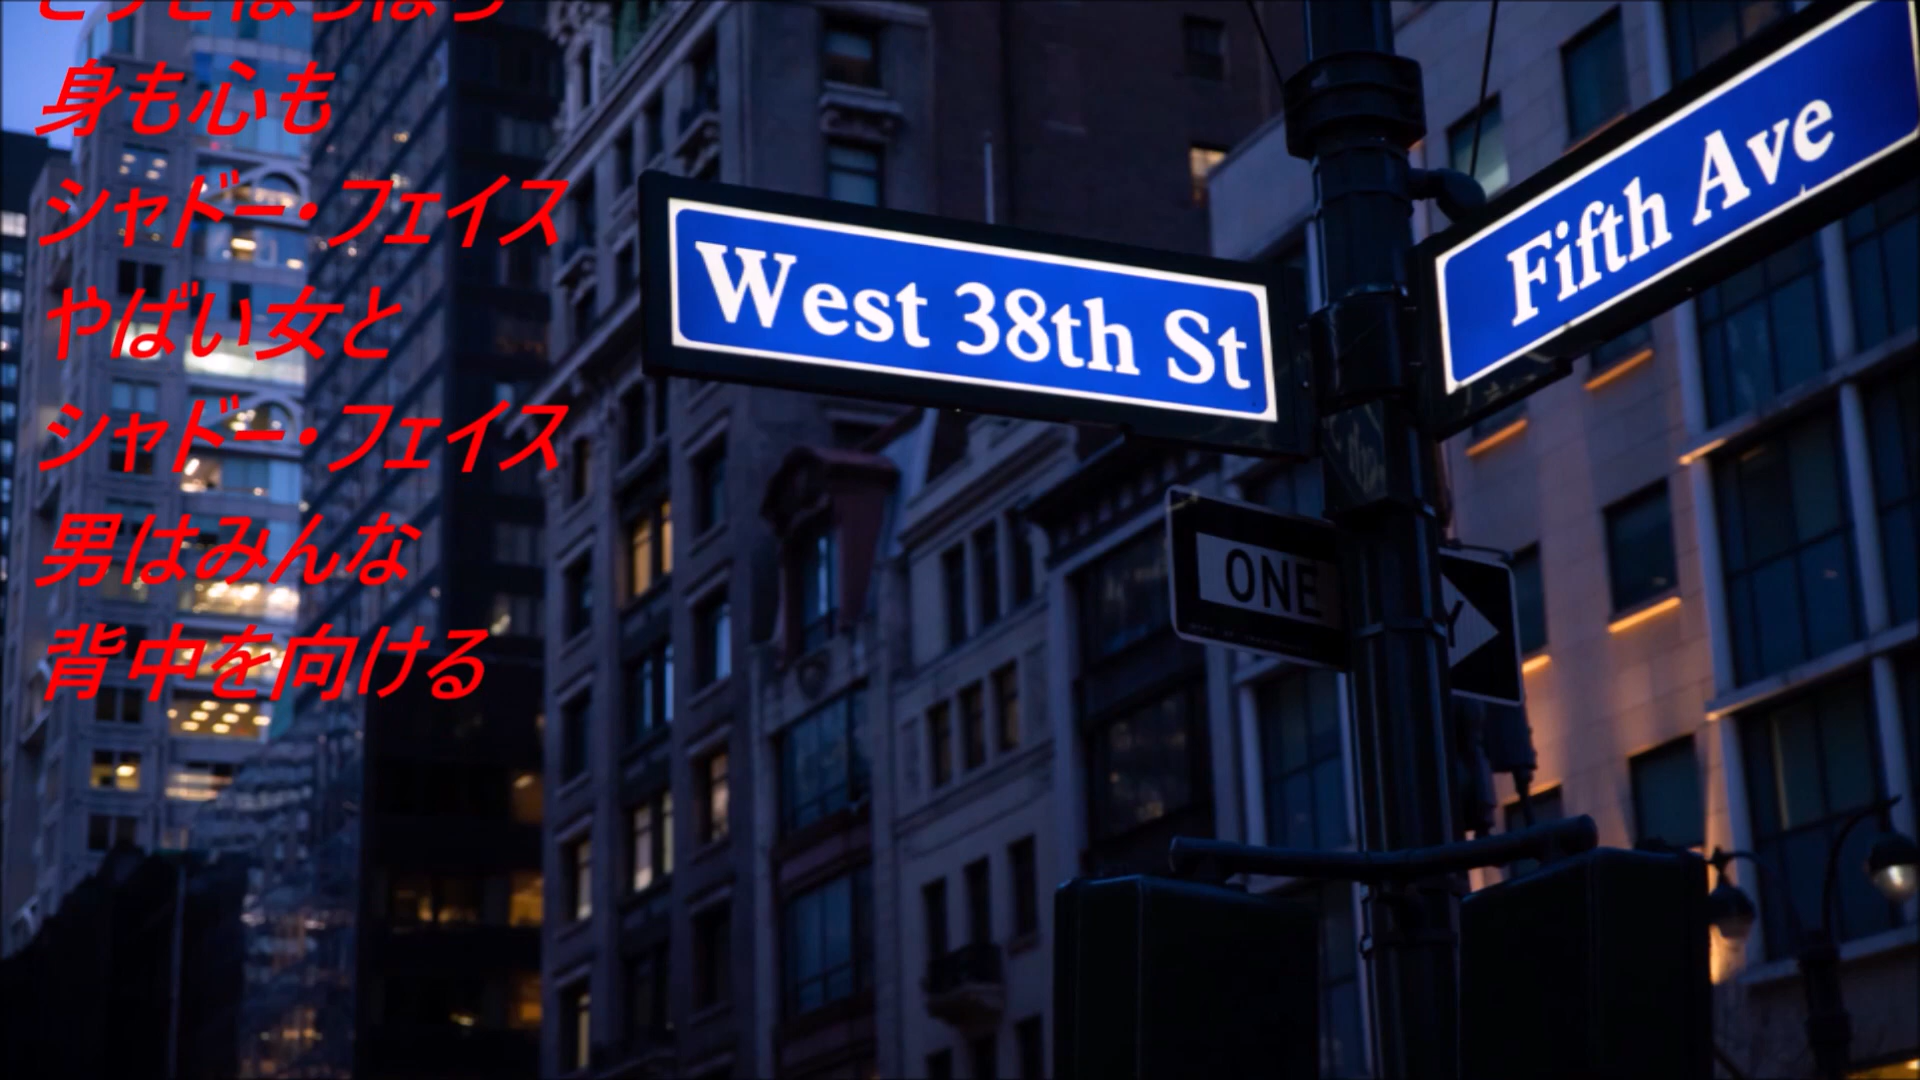 身も心も
シャドー・フェイス
やばい女と
シャドー・フェイス
男はみんな
背中を向ける
West 38th St
Fifth Ave
ONE
Y